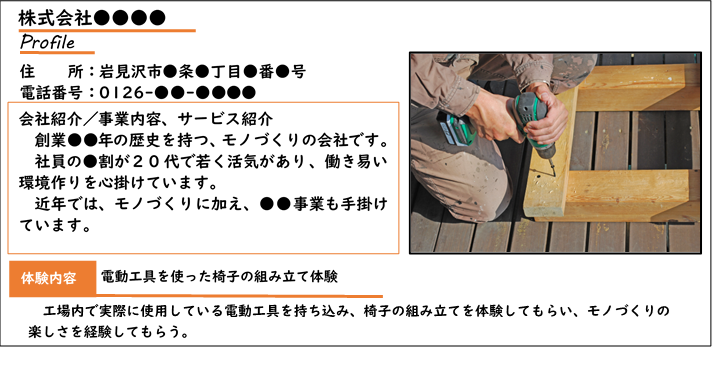 株式会社●●●●
Profile
住　　所：岩見沢市●条●丁目●番●号
電話番号：0126-●●-●●●●
会社紹介／事業内容、サービス紹介
　創業●●年の歴史を持つ、モノづくりの会社です。
　社員の●割が２０代で若く活気があり、働き易い
環境作りを心掛けています。
　近年では、モノづくりに加え、●●事業も手掛け
ています。
体験内容　電動工具を使った椅子の組み立て体験
　工場内で実際に使用している電動工具を持ち込み、椅子の組み立てを体験してもらい、モノづくりの
楽しさを経験してもらう。